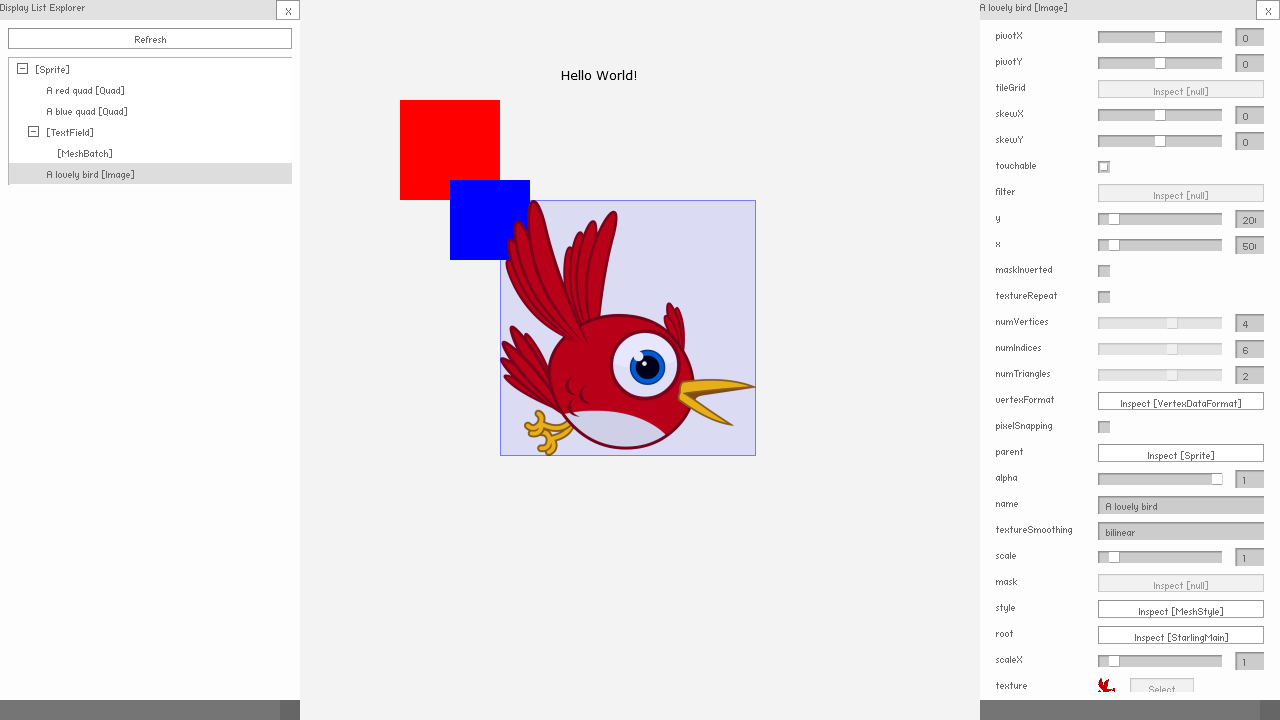 Display List Explorer
X
Refresh
[Sprite]
A red quad [Quad]
A blue quad [Quad]
[TextField]
[MeshBatch]
A lovely bird [Image]
Hello World!
A lovely bird [Image]
X
pivotX 0
pivotY 0
tileGrid Inspect [null]
skewX 0
skewY 0
touchable
filter Inspect [null]
y 200
x 500
maskInverted
textureRepeat
numVertices 4
numIndices 6
numTriangles 2
vertexFormat Inspect [VertexDataFormat]
pixelSnapping
parent Inspect [Sprite]
alpha 1
name A lovely bird
textureSmoothing bilinear
scale 1
mask Inspect [null]
style Inspect [MeshStyle]
root Inspect [StarlingMain]
scaleX 1
texture Select